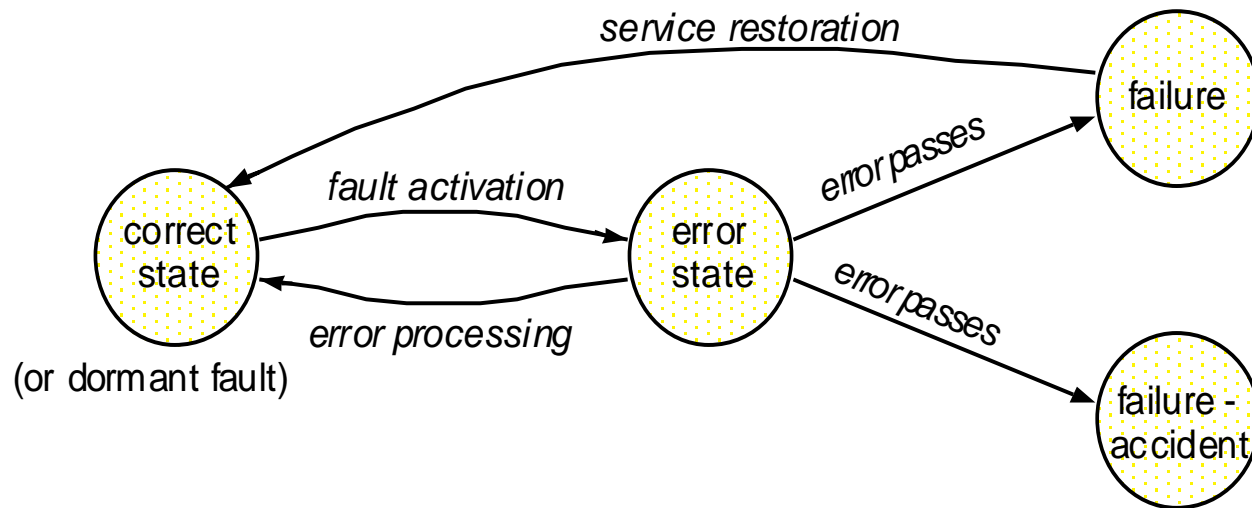 service restoration
failure
error passes
fault activation
correct
state
error
state
error passes
error processing
(or dormant fault)
failure -
accident